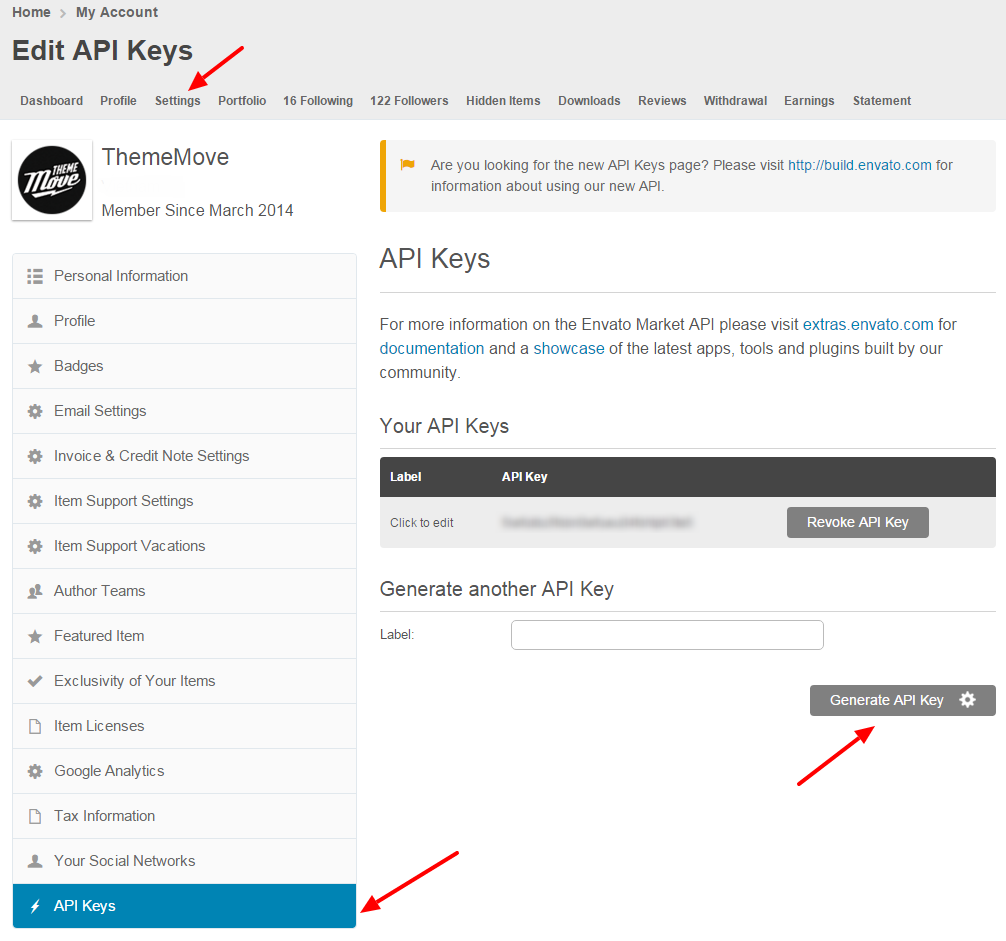 Home > My Account
Edit API Keys
Dashboard Profile Settings Portfolio 16 Following 122 Followers Hidden Items Downloads Reviews Withdrawal Earnings Statement
THEME
Move
ThemeMove
Member Since March 2014
Personal Information
Profile
Badges
Email Settings
Invoice & Credit Note Settings
Item Support Settings
Item Support Vacations
Author Teams
Featured Item
Exclusivity of Your Items
Item Licenses
Google Analytics
Tax Information
Your Social Networks
API Keys
Are you looking for the new API Keys page? Please visit http://build.envato.com for
information about using our new API.
API Keys
For more information on the Envato Market API please visit extras.envato.com for
documentation and a showcase of the latest apps, tools and plugins built by our
community.
Your API Keys
Label API Key
Click to edit Revoke API Key
Generate another API Key
Label:
Generate API Key